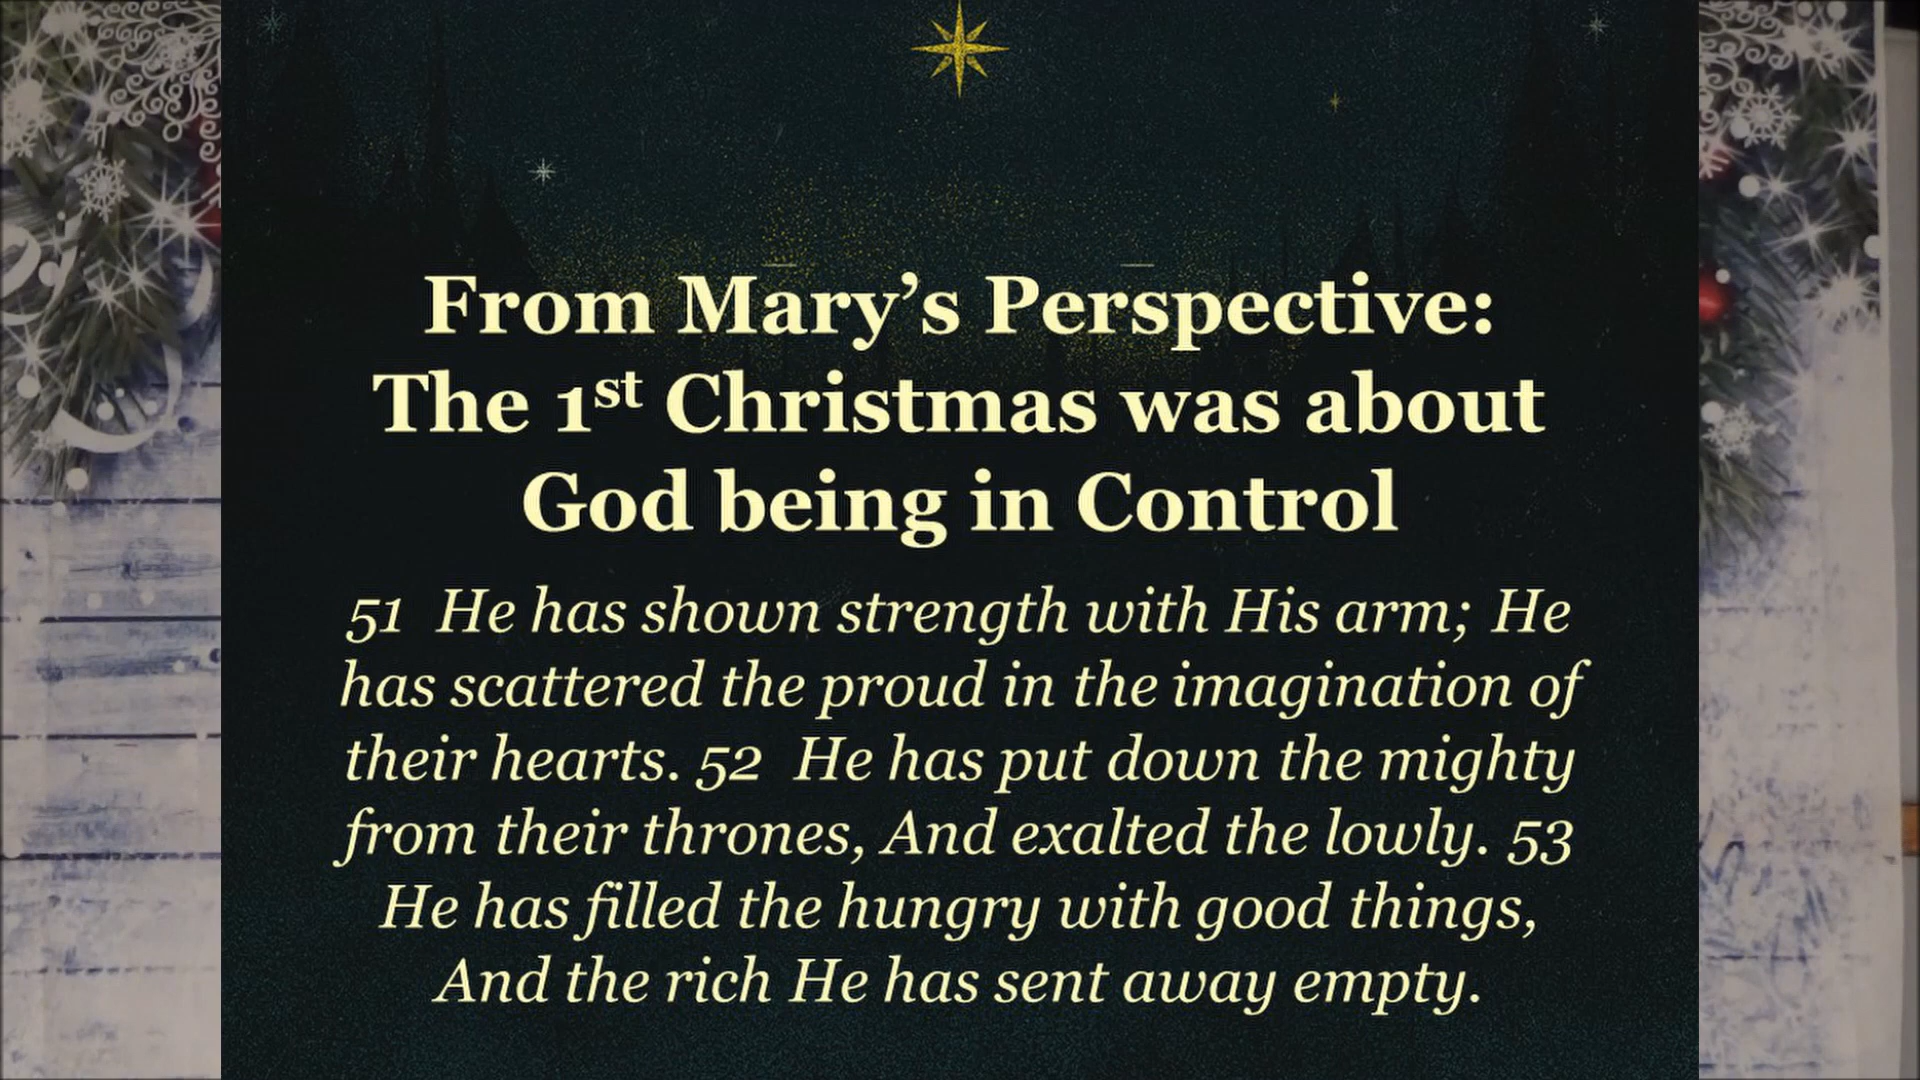 From Mary’s Perspective:
The 1st Christmas was about
God being in Control
51 He has shown strength with His arm; He
has scattered the proud in the imagination of
their hearts. 52 He has put down the mighty
from their thrones, And exalted the lowly. 53
He has filled the hungry with good things,
And the rich He has sent away empty.